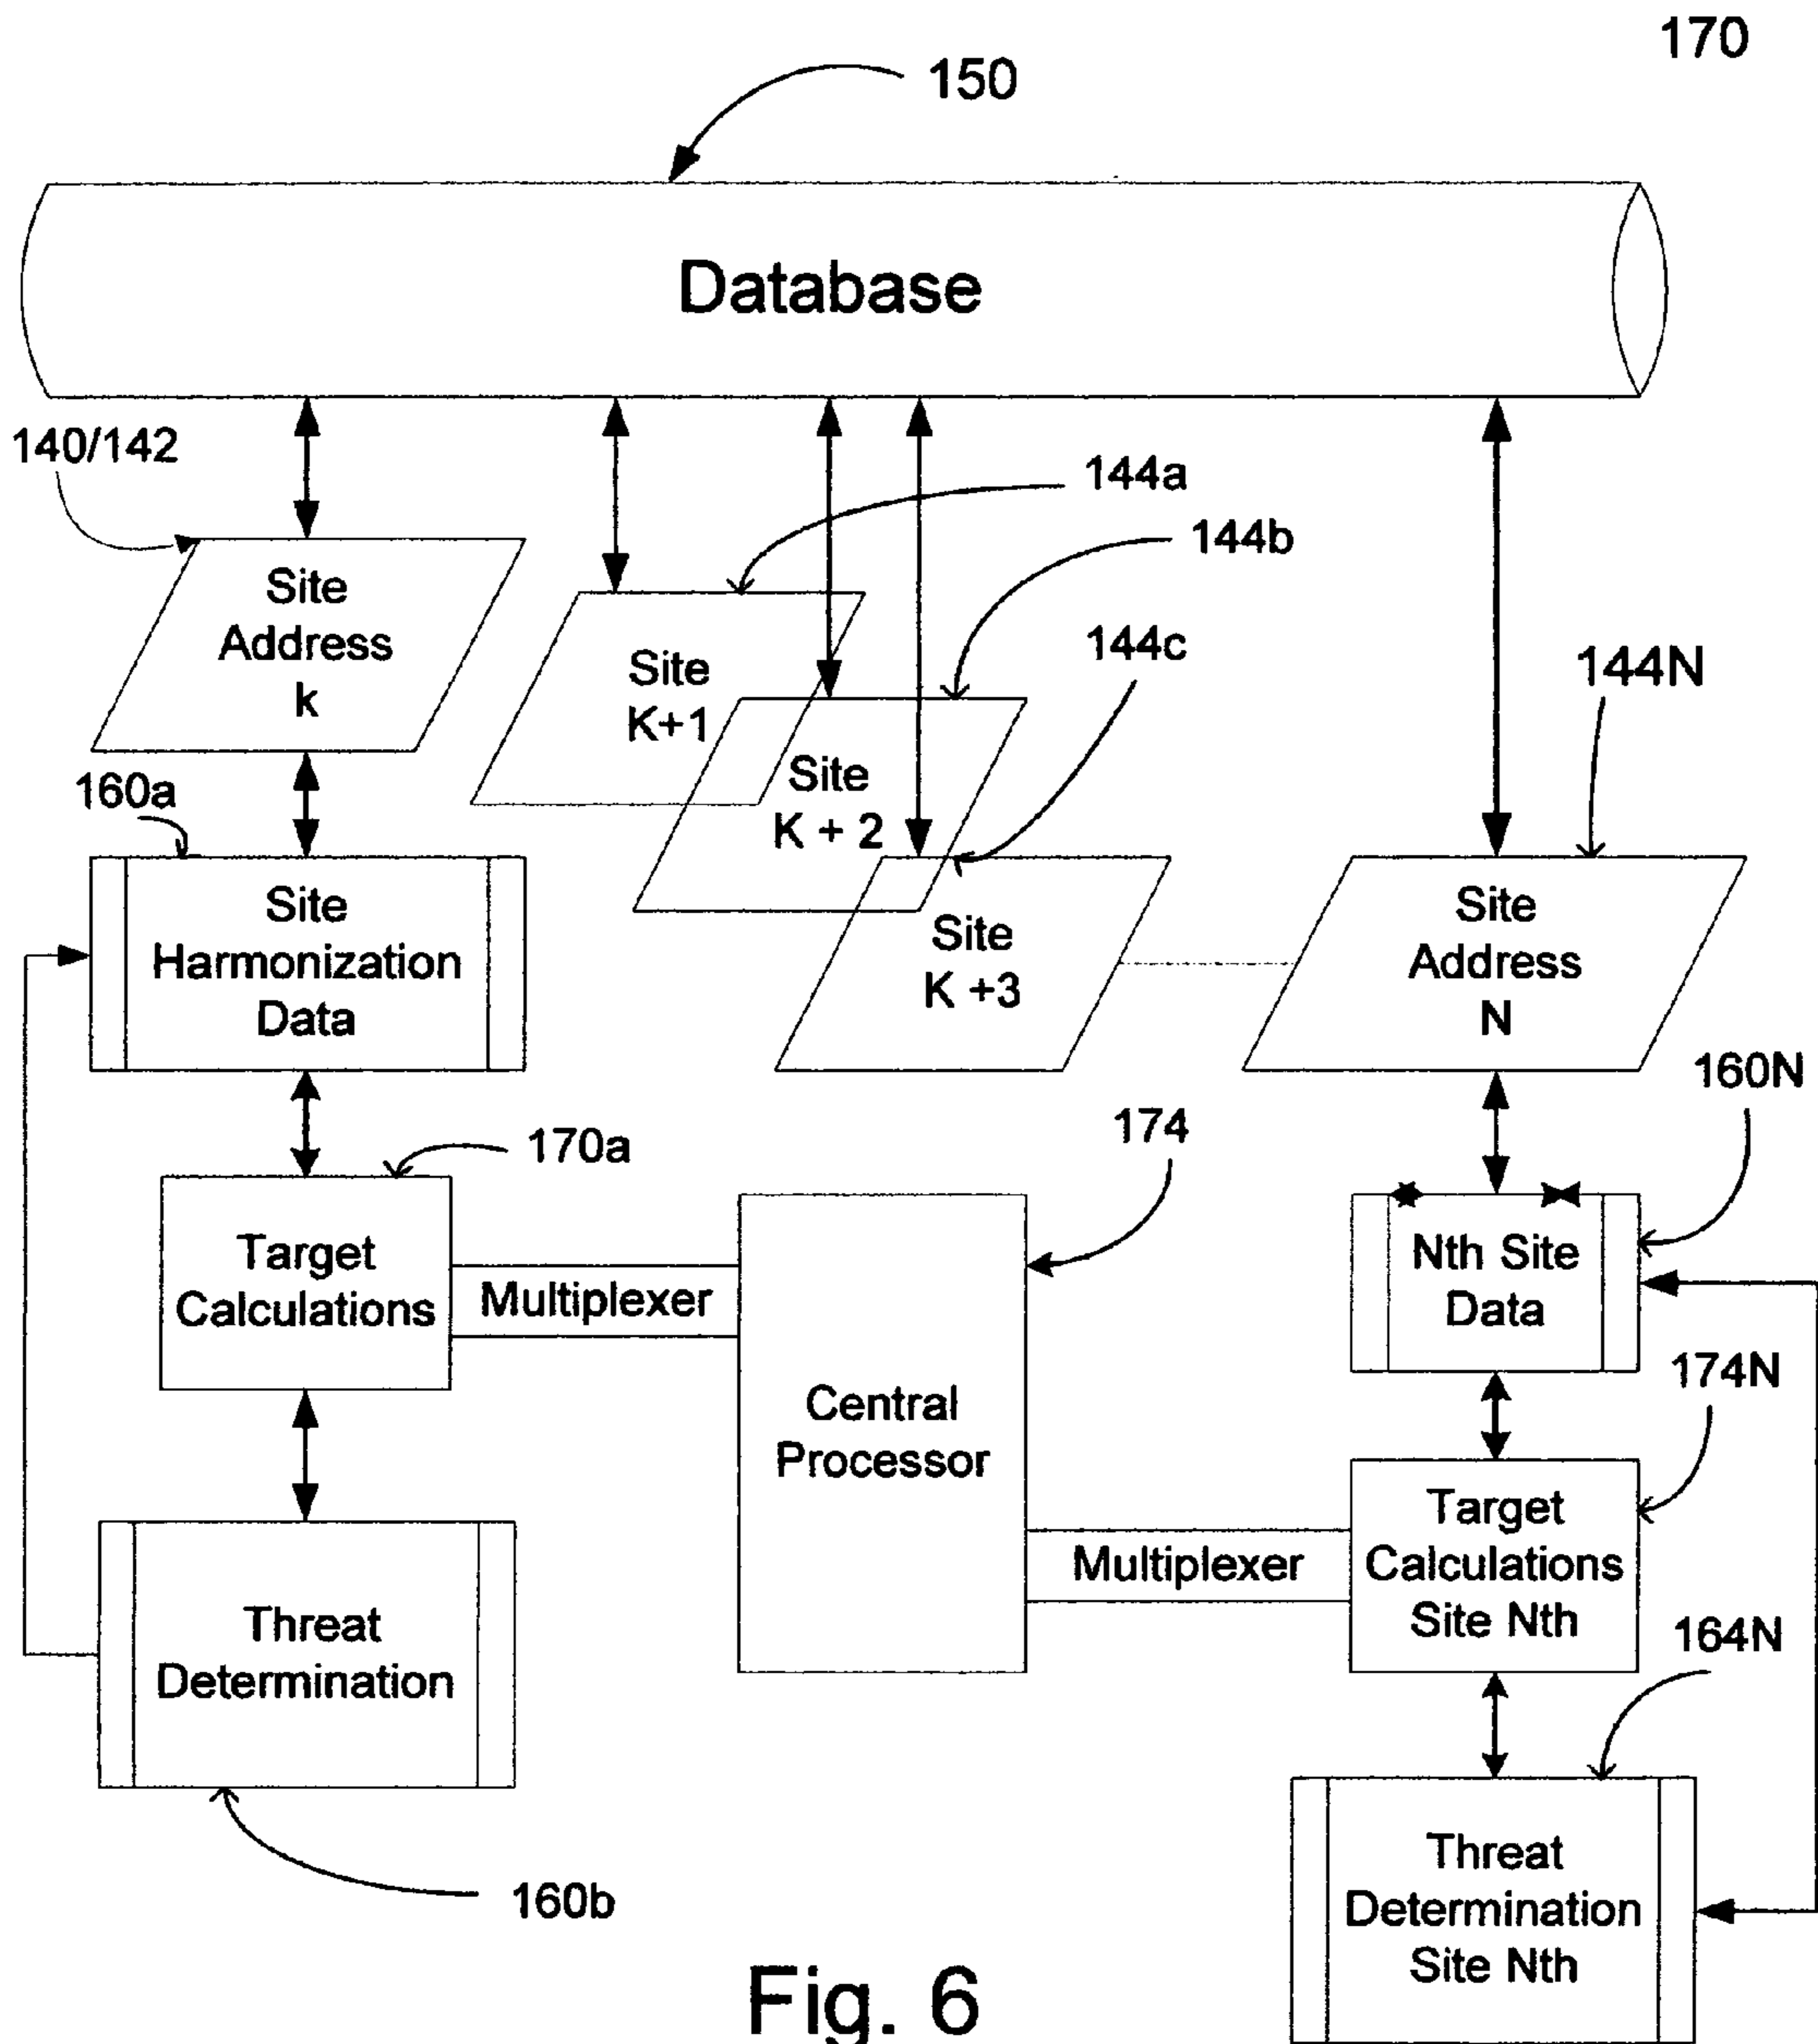 170
150
Database
140/142
144a
144b
144c
144N
Site
Address
k
Site
K+1
Site
K + 2
Site
K +3
Site
Address
N
160a
Site
Harmonization
Data
160N
170a
174
Target
Calculations
Multiplexer
Central
Processor
Nth Site
Data
174N
Multiplexer
Target
Calculations
Site Nth
164N
Threat
Determination
160b
Threat
Determination
Site Nth
Fig. 6